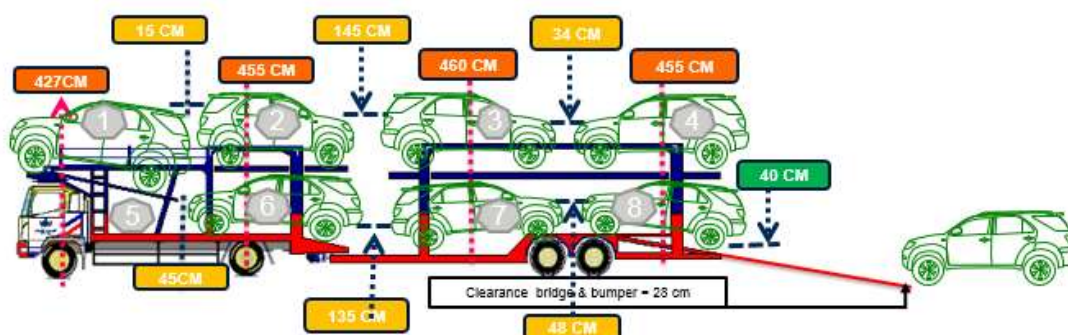 15 CM
145 CM
34 CM
427CM
455 CM
460 CM
455 CM
1
2
3
4
40 CM
5
6
7
8
45CM
Clearance bridge & bumper = 28 cm
135 CM
48 CM